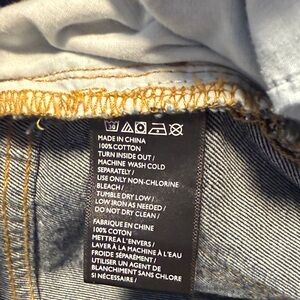 MADE IN CHINA
100% COTTON
TURN INSIDE OUT /
MACHINE WASH COLD
SEPARATELY /
USE ONLY NON-CHLORINE
BLEACH /
TUMBLE DRY LOW /
LOW IRON AS NEEDED /
DO NOT DRY CLEAN /
FABRIQUE EN CHINE
100% COTON
METTRE A L'ENVERS /
LAVER À LA MACHINE À L'EAU
FROIDE SÉPARÉMENT /
UTILISER UN AGENT DE
BLANCHIMENT SANS CHLORE
SI NÉCESSAIRE /